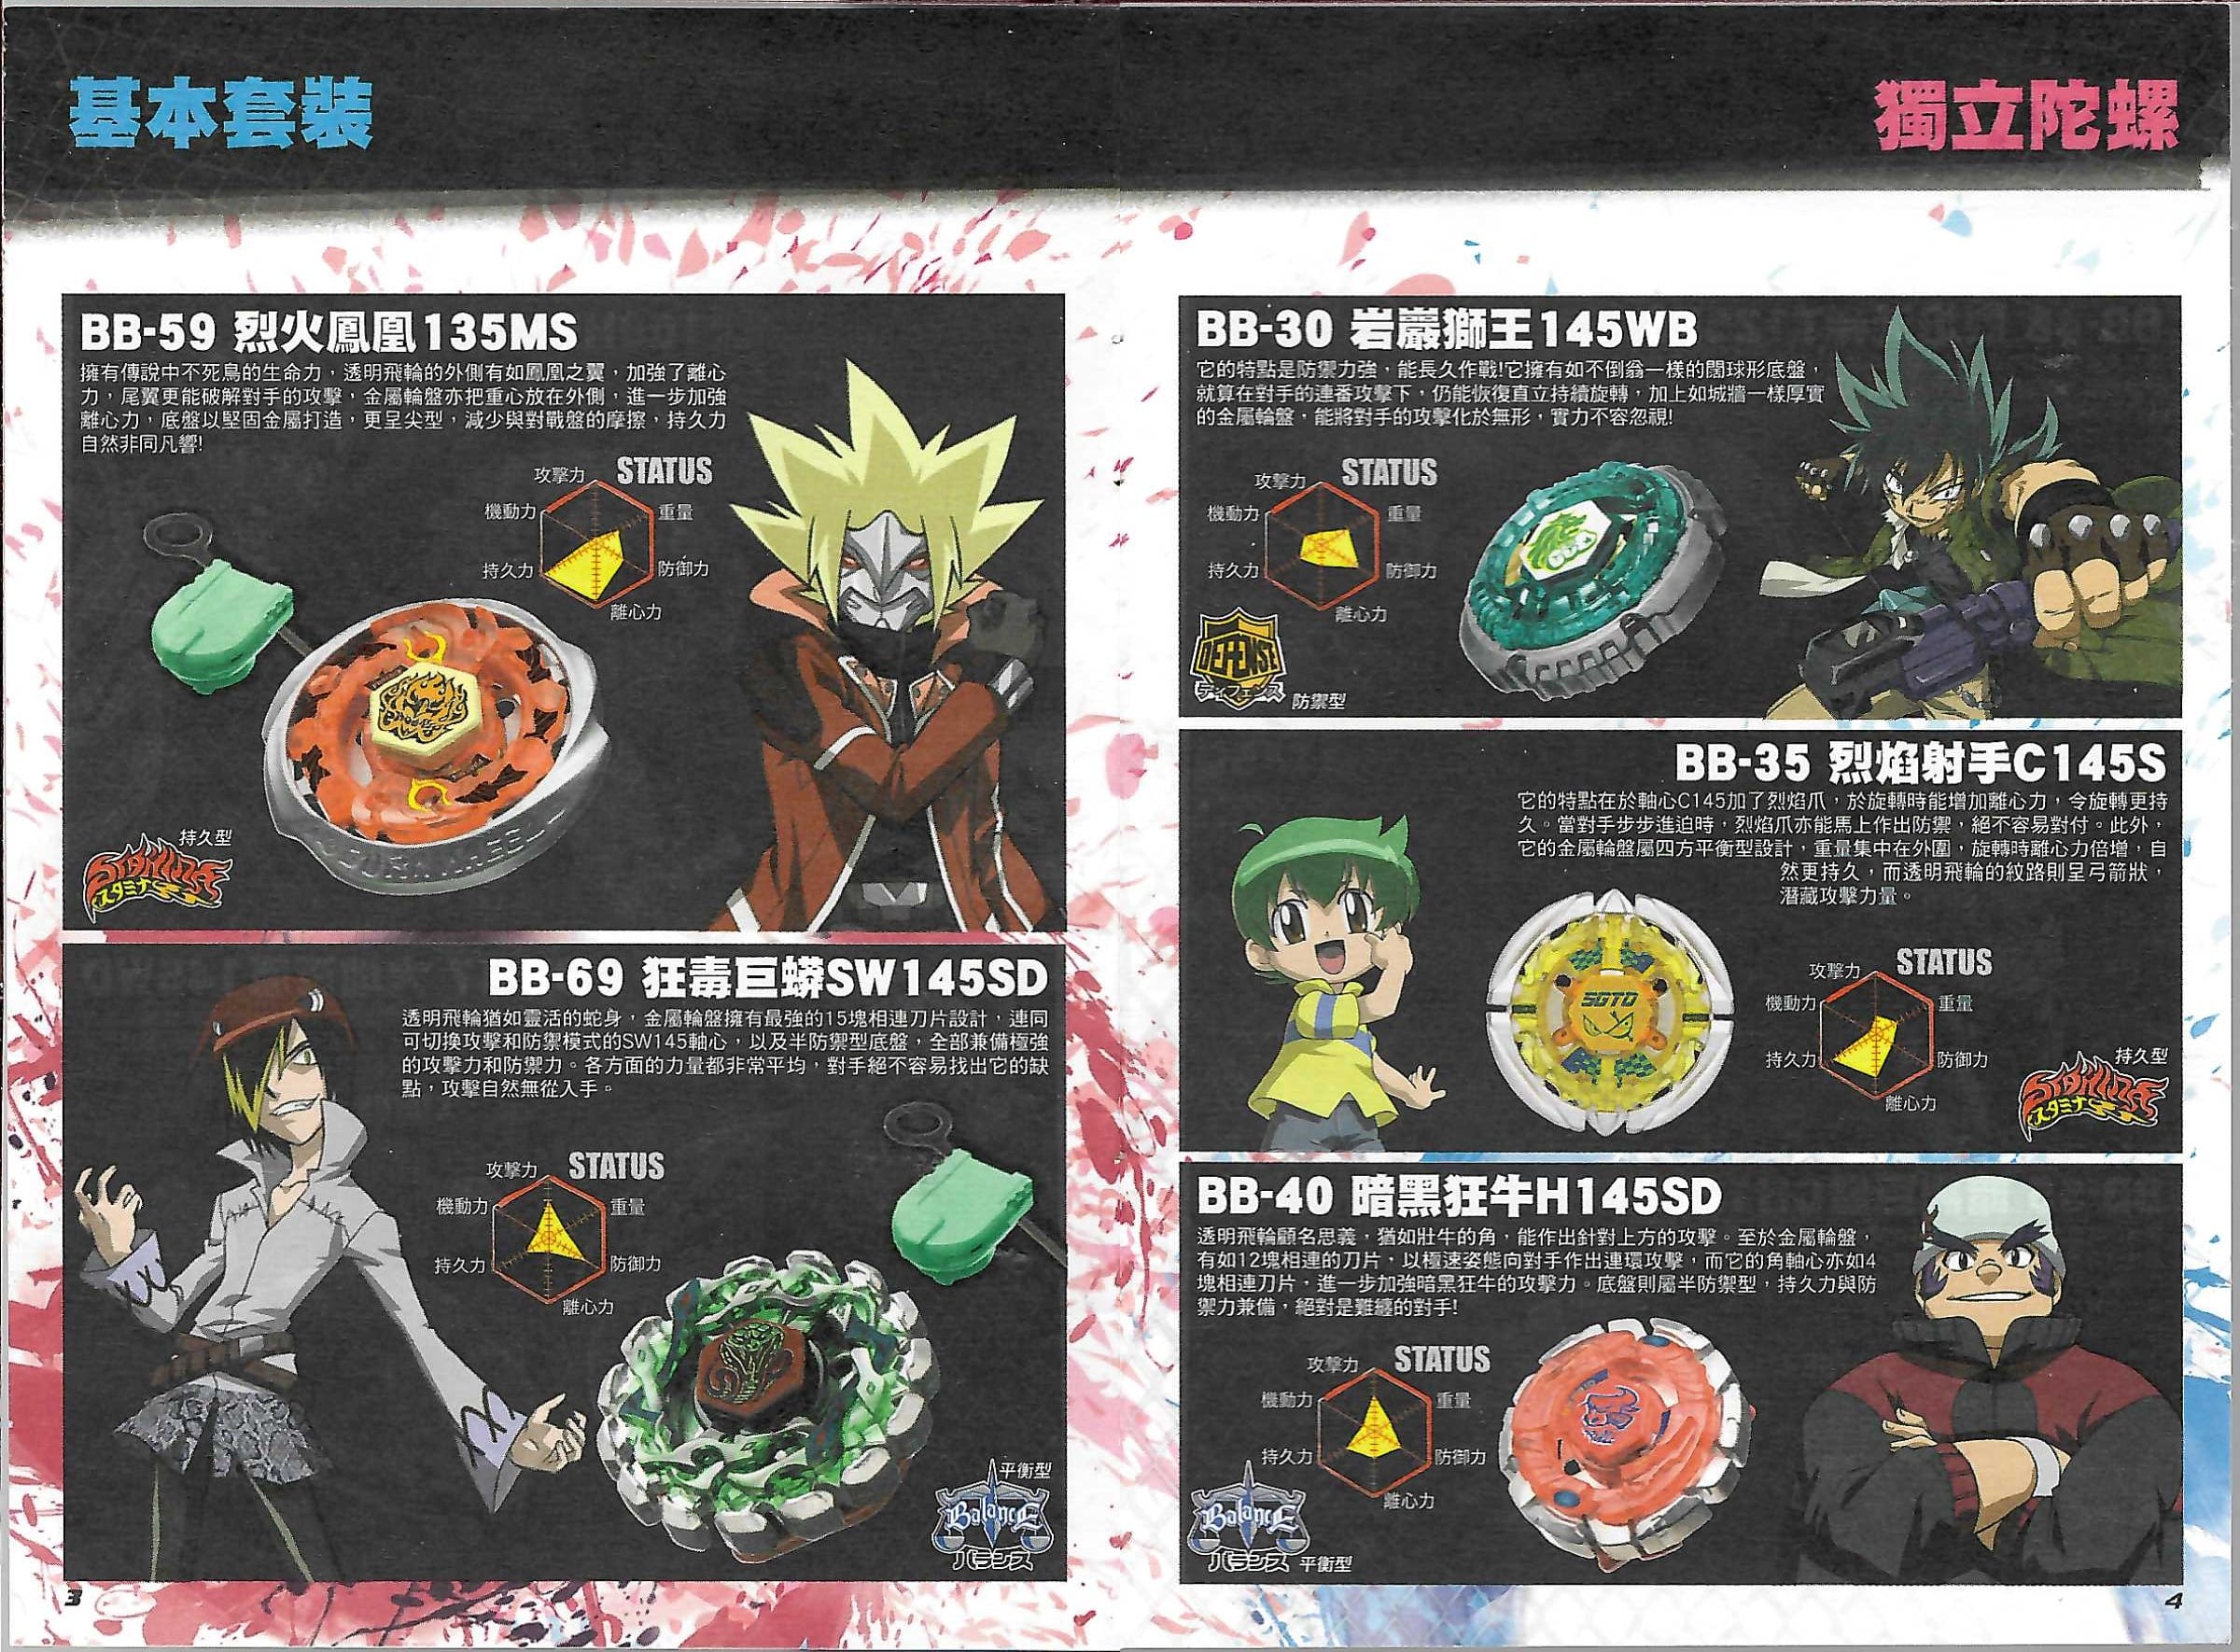 基本套裝
BB-59 烈火鳳凰135MS
擁有傳說中不死鳥的生命力，透明飛輪的外側有如鳳凰之翼，加強了離心
力，尾翼更能破解對手的攻擊，金屬輪盤亦把重心放在外側，進一步加強
離心力，底盤以堅固金屬打造，更呈尖型，減少與對戰盤的摩擦，持久力
自然非同凡響!
STATUS
攻擊力
機動力
重量
持久力
防御力
離心力
持久型
STAMINA
スタミナ
BB-69 狂毒巨蟒SW145SD
透明飛輪猶如靈活的蛇身，金屬輪盤擁有最強的15塊相連刀片設計，連同
可切換攻擊和防禦模式的SW145軸心，以及半防禦型底盤，全部兼備極強
的攻擊力和防禦力。各方面的力量都非常平均，對手絕不容易找出它的缺
點，攻擊自然無從入手。
STATUS
攻擊力
機動力
重量
持久力
防御力
離心力
平衡型
Balance
バランス
3
獨立陀螺
BB-30 岩巖獅王145WB
它的特點是防禦力強，能長久作戰!它擁有如不倒翁一樣的闊球形底盤，
就算在對手的連番攻擊下，仍能恢復直立持續旋轉，加上如城牆一樣厚實
的金屬輪盤，能將對手的攻擊化於無形，實力不容忽視!
STATUS
攻擊力
機動力
重量
持久力
防御力
離心力
DEFENSE
ディフェンス
防禦型
BB-35 烈焰射手C145S
它的特點在於軸心C145加了烈焰爪，於旋轉時能增加離心力，令旋轉更持
久。當對手步步進迫時，烈焰爪亦能馬上作出防禦，絕不容易對付。此外，
它的金屬輪盤屬四方平衡型設計，重量集中在外圍，旋轉時離心力倍增，自
然更持久，而透明飛輪的紋路則呈弓箭狀，
潛藏攻擊力量。
SGTO
STATUS
攻擊力
機動力
重量
持久力
防御力
離心力
持久型
STAMINA
スタミナ
BB-40 暗黑狂牛H145SD
透明飛輪顧名思義，猶如壯牛的角，能作出針對上方的攻擊。至於金屬輪盤，
有如12塊相連的刀片，以極速姿態向對手作出連環攻擊，而它的角軸心亦如4
塊相連刀片，進一步加強暗黑狂牛的攻擊力。底盤則屬半防禦型，持久力與防
禦力兼備，絕對是難纏的對手!
STATUS
攻擊力
機動力
重量
持久力
防御力
離心力
Balance
バランス
平衡型
4